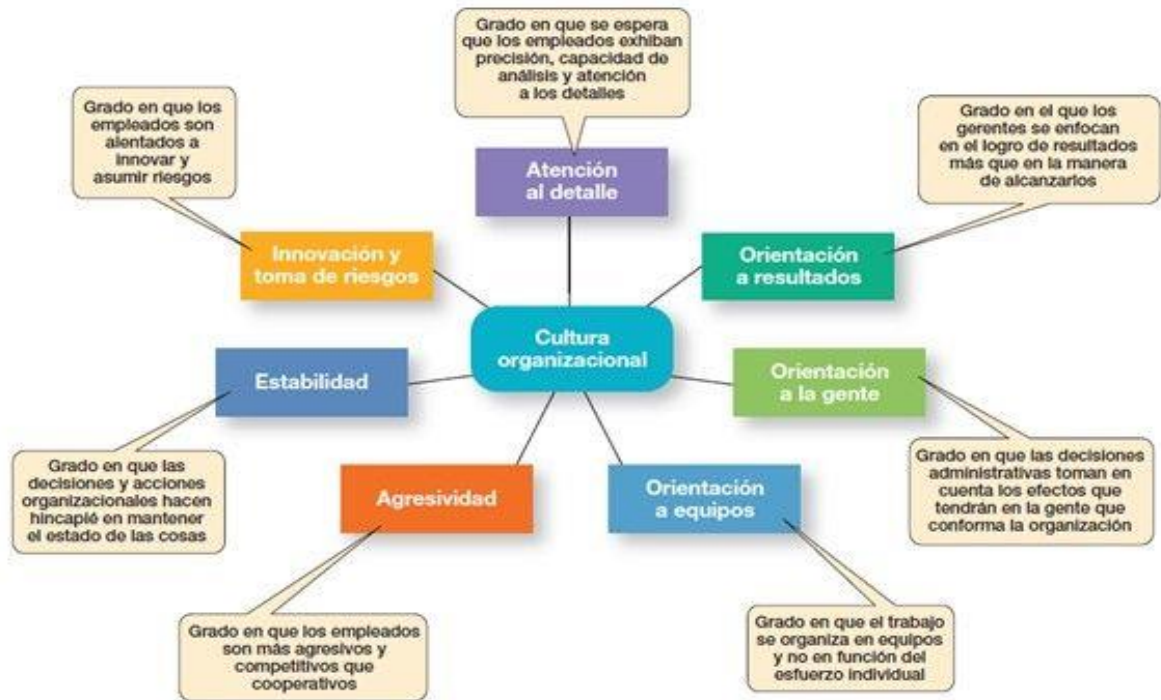 Grado en que se espera
que los empleados exhiban
precisión, capacidad de
análisis y atención
a los detalles
Grado en que los
empleados son
alentados a
innovar y
asumir riesgos
Grado en el que los
gerentes se enfocan
en el logro de resultados
más que en la manera
de alcanzarlos
Atención
al detalle
Innovación y
toma de riesgos
Orientación
a resultados
Cultura
organizacional
Estabilidad
Orientación
a la gente
Grado en que las
decisiones y acciones
organizacionales hacen
hincapié en mantener
el estado de las cosas
Agresividad
Orientación
a equipos
Grado en que las decisiones
administrativas toman en
cuenta los efectos que
tendrán en la gente que
conforma la organización
Grado en que los empleados
son más agresivos y
competitivos que
cooperativos
Grado en que el trabajo
se organiza en equipos
y no en función del
esfuerzo individual